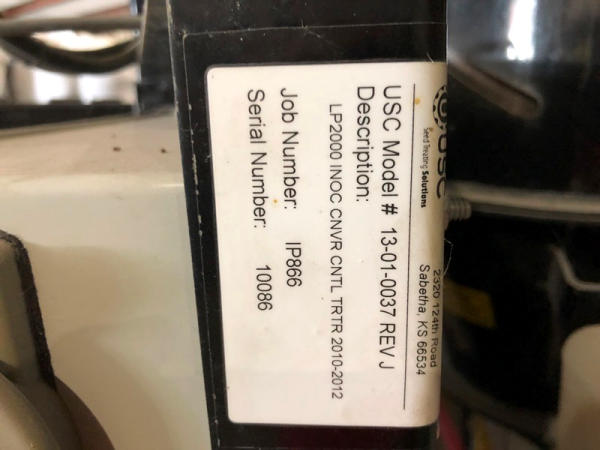 USC
Seed Treating Solutions
2320 124th Road
Sabetha, KS 66534
USC Model # 13-01-0037 REV J
Description:
LP2000 INOC CNVR CNTL TRTR 2010-2012
Job Number: IP866
Serial Number: 10086